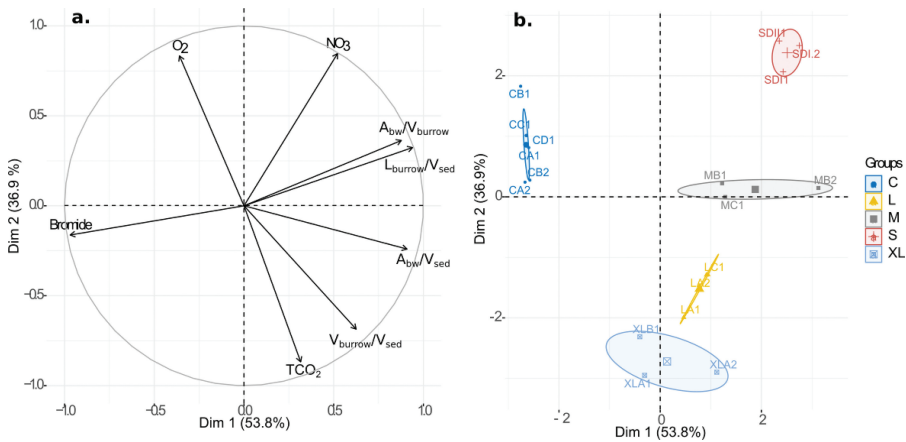 a.
1.0
0.5
0.0
−0.5
−1.0
Dim 2 (36.9 %)
O2
NO3
Abw/Vburrow
Lburrow/Vsed
Bromide
Abw/Vsed
Vburrow/Vsed
TCO2
−1.0
−0.5
0.0
0.5
1.0
Dim 1 (53.8%)
b.
2
0
−2
Dim 2 (36.9%)
SDII1
SDI.2
SDI1
CB1
CC1
CD1
CA1
CB2
CA2
MB1
MB2
MC1
LC1
LA2
LA1
XLB1
XLA2
XLA1
-2
0
2
Dim 1 (53.8%)
Groups
C
L
M
S
XL